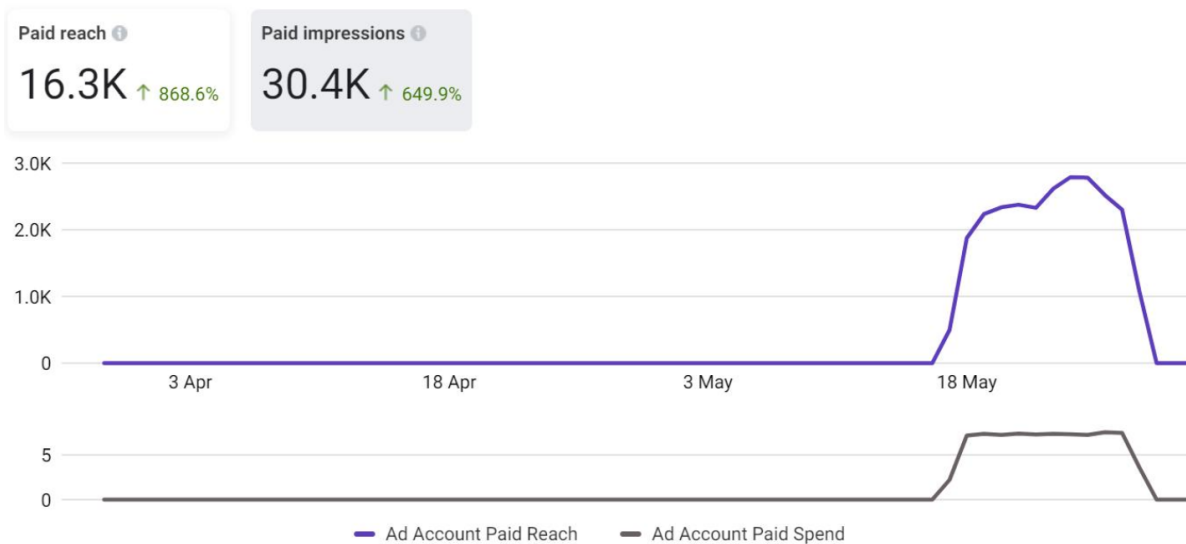 Paid reach
Paid impressions
16.3K ↑ 868.6%
30.4K ↑ 649.9%
3.0K
2.0K
1.0K
0
3 Apr 18 Apr 3 May 18 May
5
0
Ad Account Paid Reach Ad Account Paid Spend